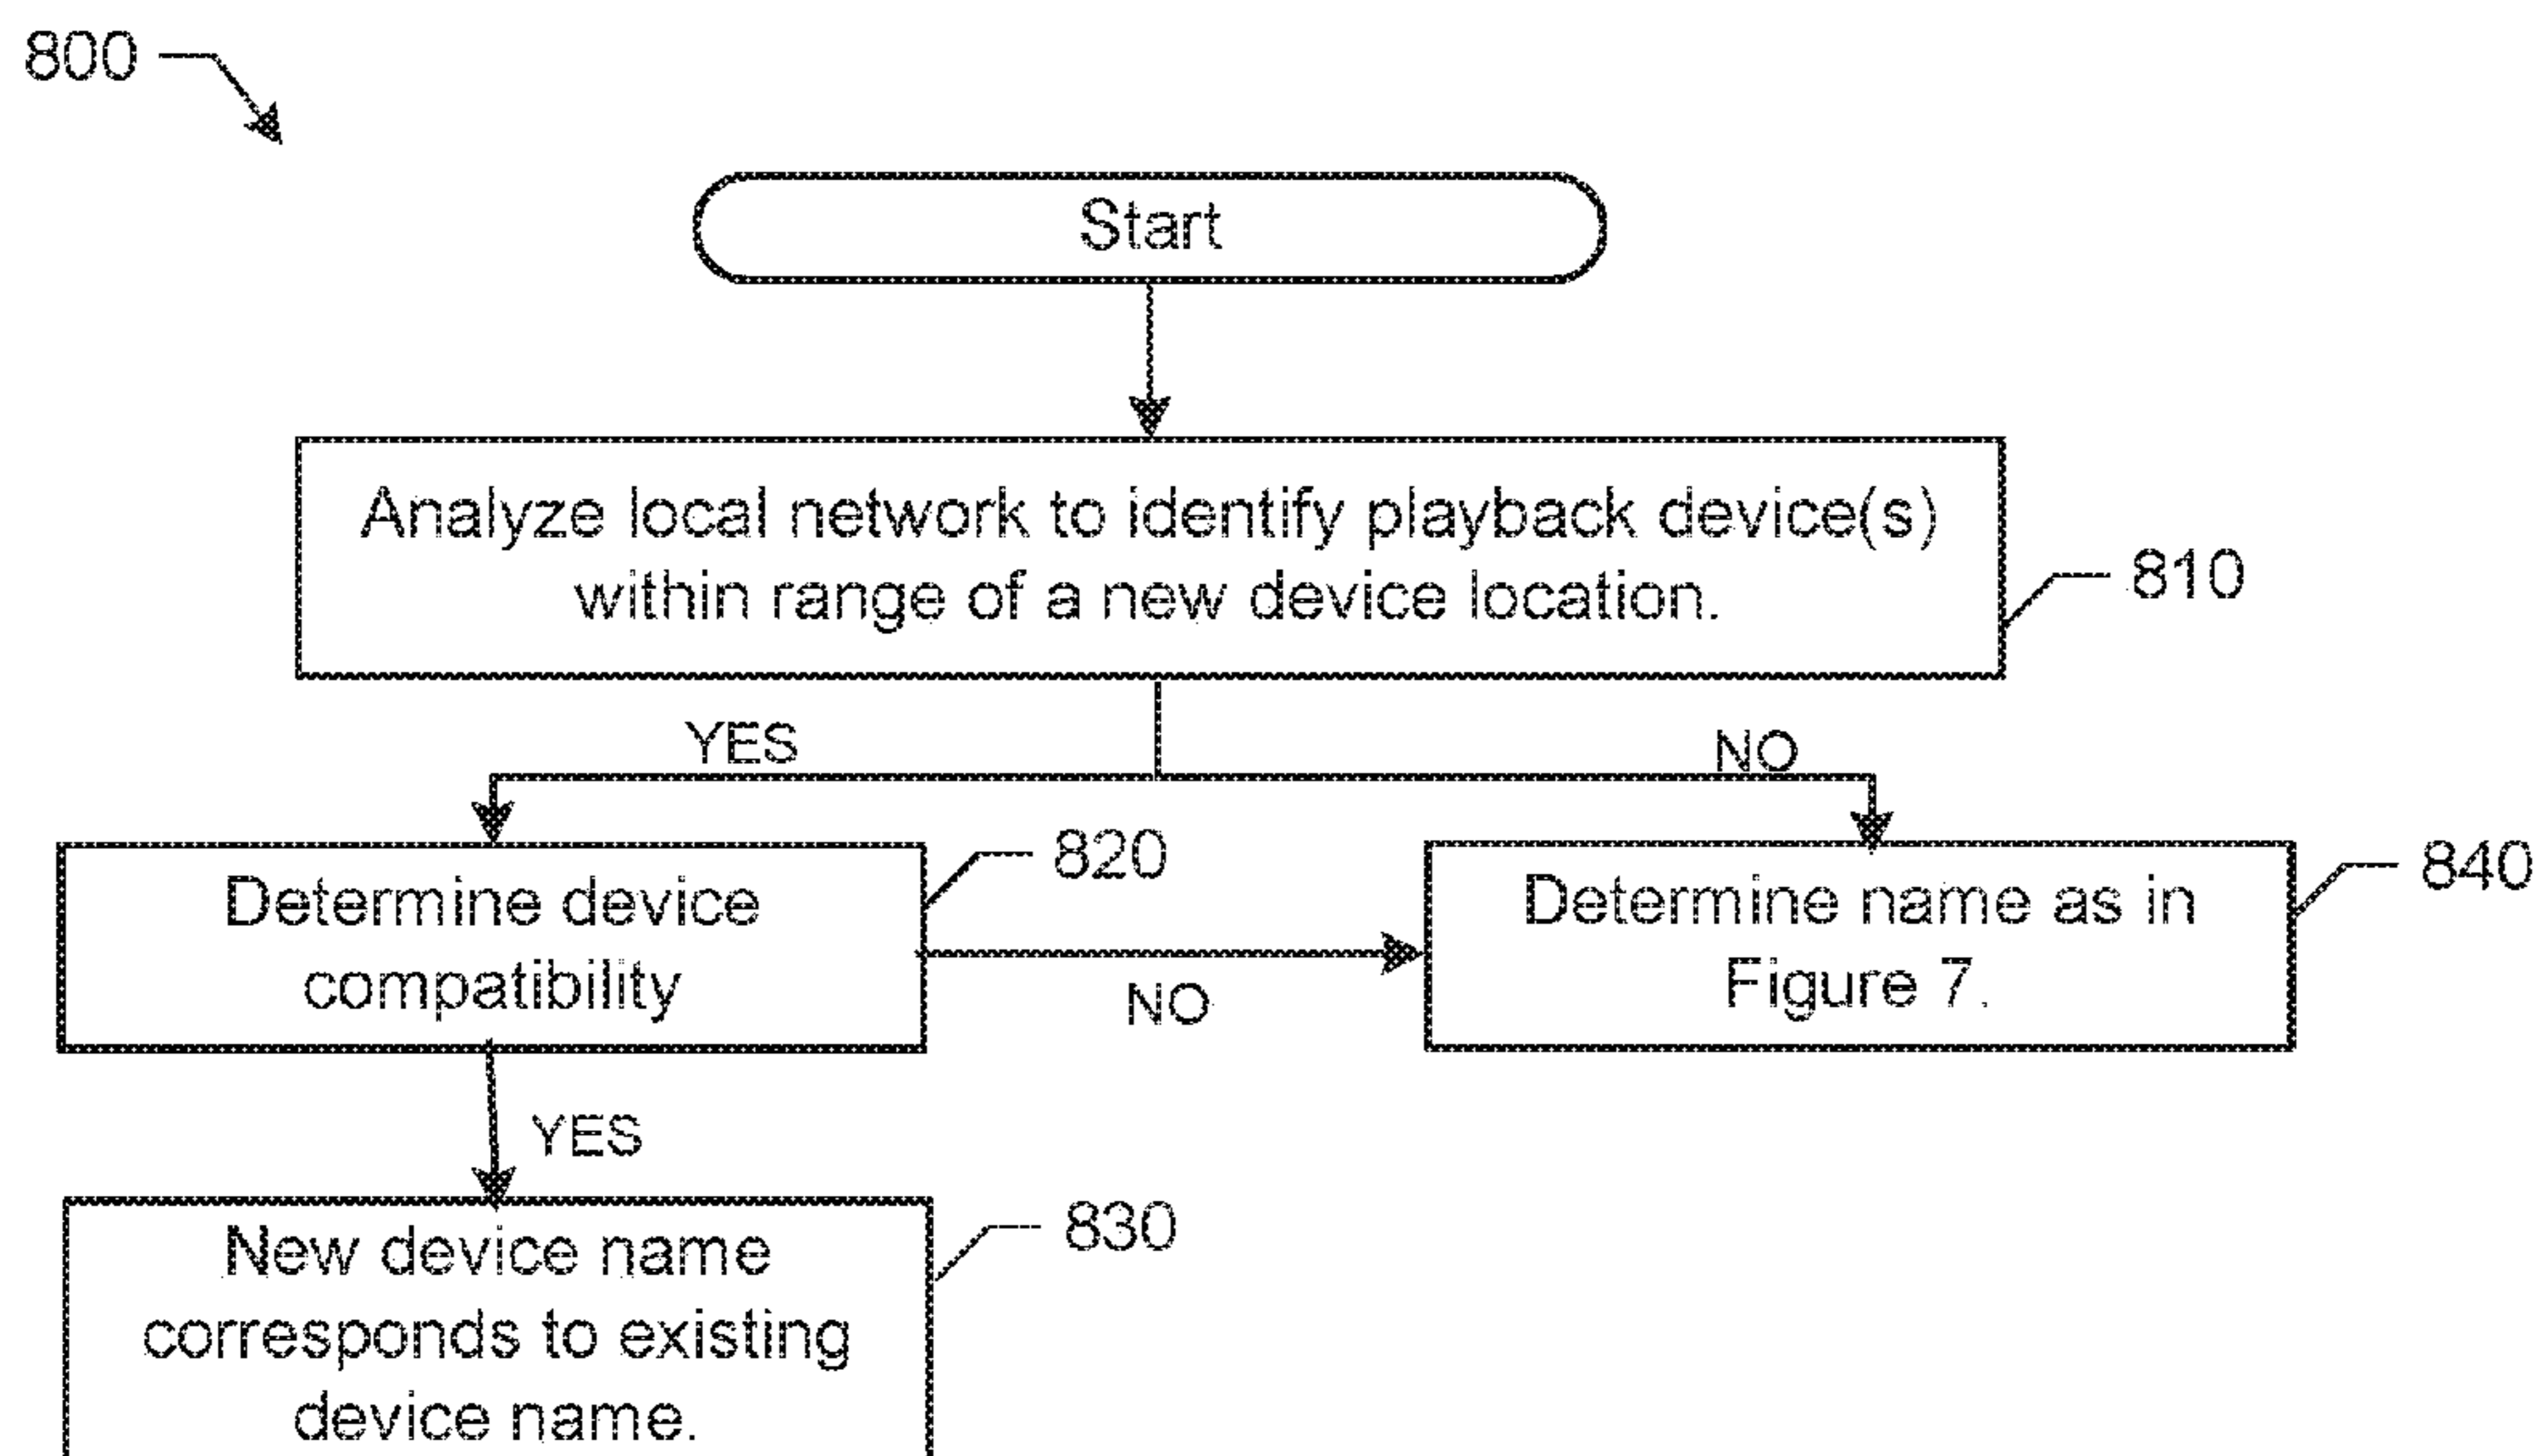 800
Start
Analyze local network to identify playback device(s)
within range of a new device location.
810
YES
NO
Determine device
compatibility
820
NO
Determine name as in
Figure 7.
840
YES
New device name
corresponds to existing
device name.
830